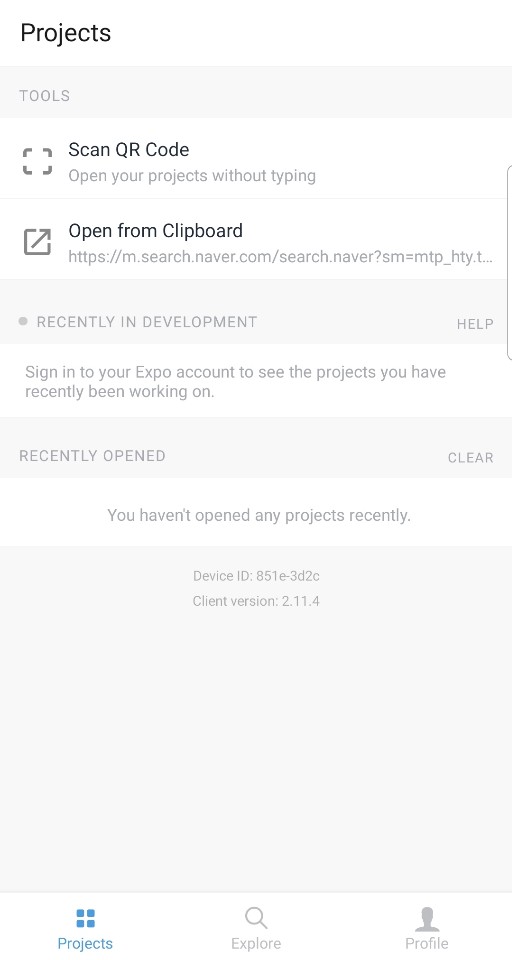 Projects
TOOLS
Scan QR Code
Open your projects without typing
Open from Clipboard
https://m.search.naver.com/search.naver?sm=mtp_hty.t...
RECENTLY IN DEVELOPMENT
HELP
Sign in to your Expo account to see the projects you have
recently been working on.
RECENTLY OPENED
CLEAR
You haven't opened any projects recently.
Device ID: 851e-3d2c
Client version: 2.11.4
Projects
Explore
Profile